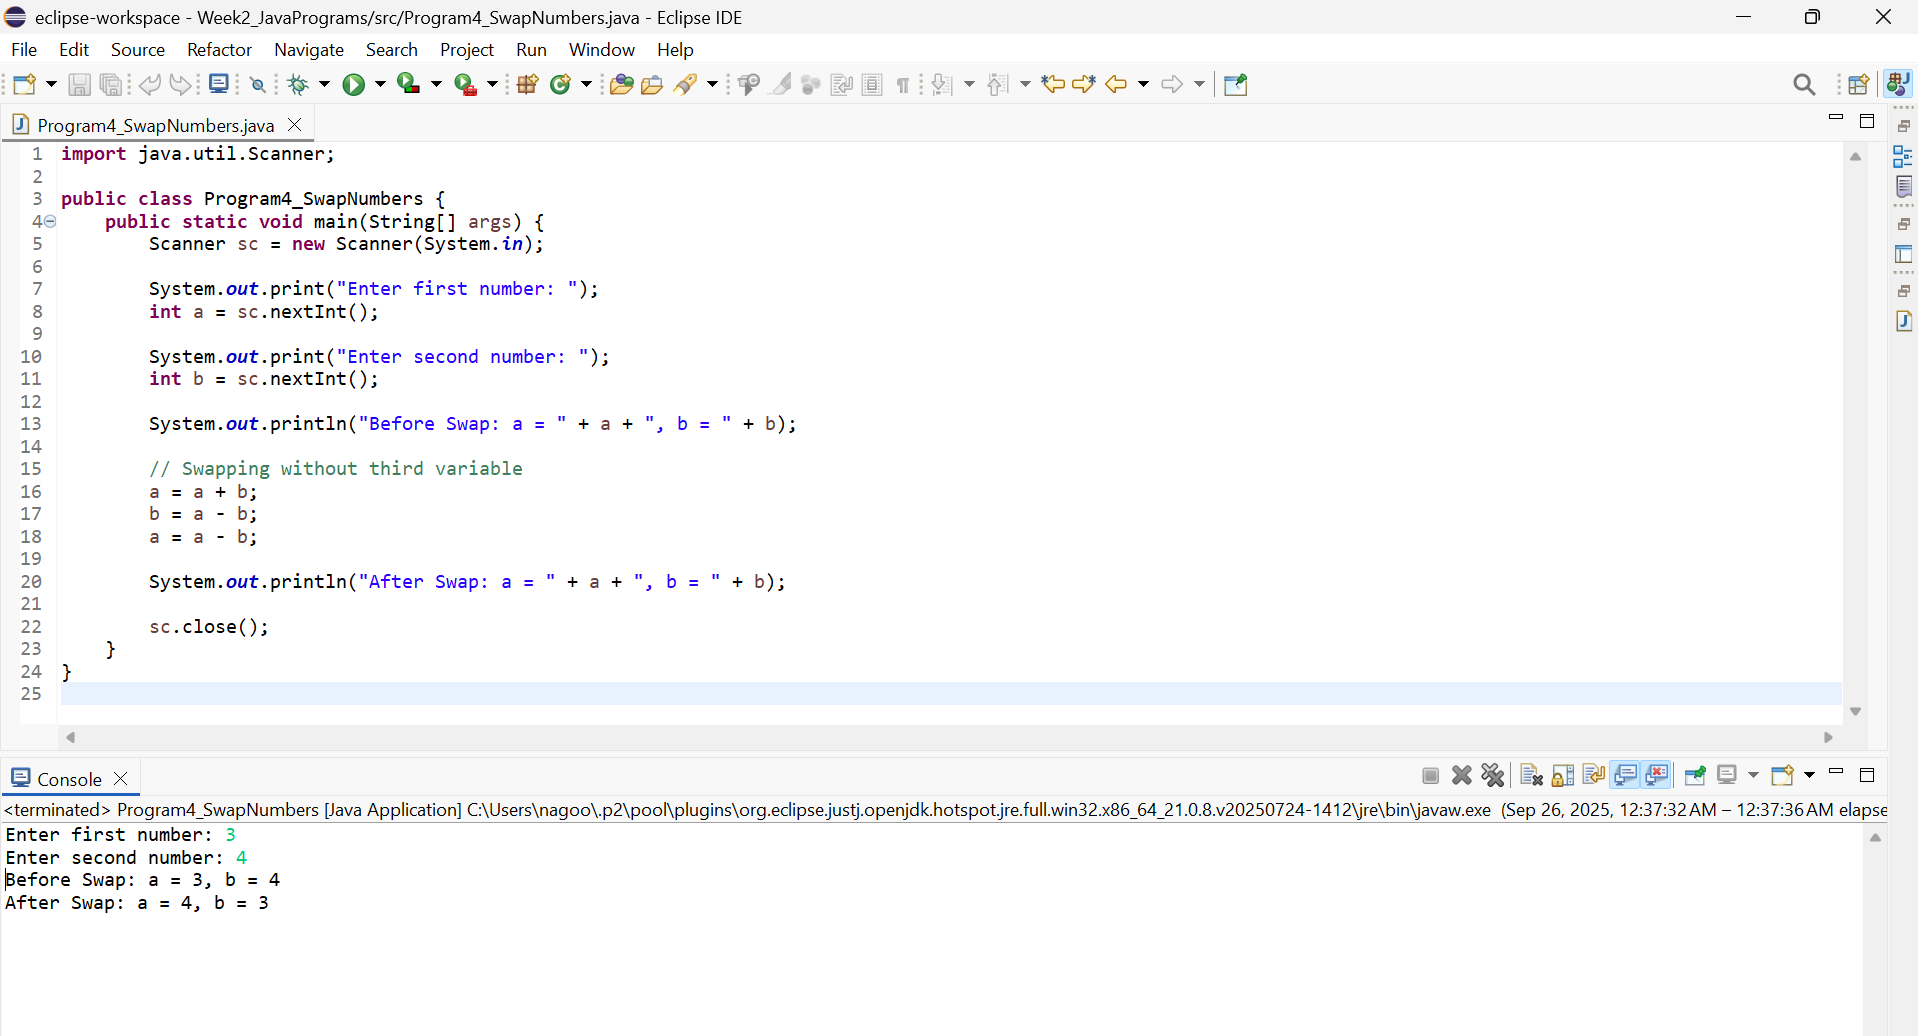 eclipse-workspace - Week2_JavaPrograms/src/Program4_SwapNumbers.java - Eclipse IDE
File Edit Source Refactor Navigate Search Project Run Window Help
Program4_SwapNumbers.java
1 import java.util.Scanner;
2
3 public class Program4_SwapNumbers {
4     public static void main(String[] args) {
5         Scanner sc = new Scanner(System.in);
6
7         System.out.print("Enter first number: ");
8         int a = sc.nextInt();
9
10         System.out.print("Enter second number: ");
11         int b = sc.nextInt();
12
13         System.out.println("Before Swap: a = " + a + ", b = " + b);
14
15         // Swapping without third variable
16         a = a + b;
17         b = a - b;
18         a = a - b;
19
20         System.out.println("After Swap: a = " + a + ", b = " + b);
21
22         sc.close();
23     }
24 }
25
Console
<terminated> Program4_SwapNumbers [Java Application] C:\Users\nagoo\.p2\pool\plugins\org.eclipse.justj.openjdk.hotspot.jre.full.win32.x86_64_21.0.8.v20250724-1412\jre\bin\javaw.exe (Sep 26, 2025, 12:37:32 AM – 12:37:36 AM elapse
Enter first number: 3
Enter second number: 4
Before Swap: a = 3, b = 4
After Swap: a = 4, b = 3